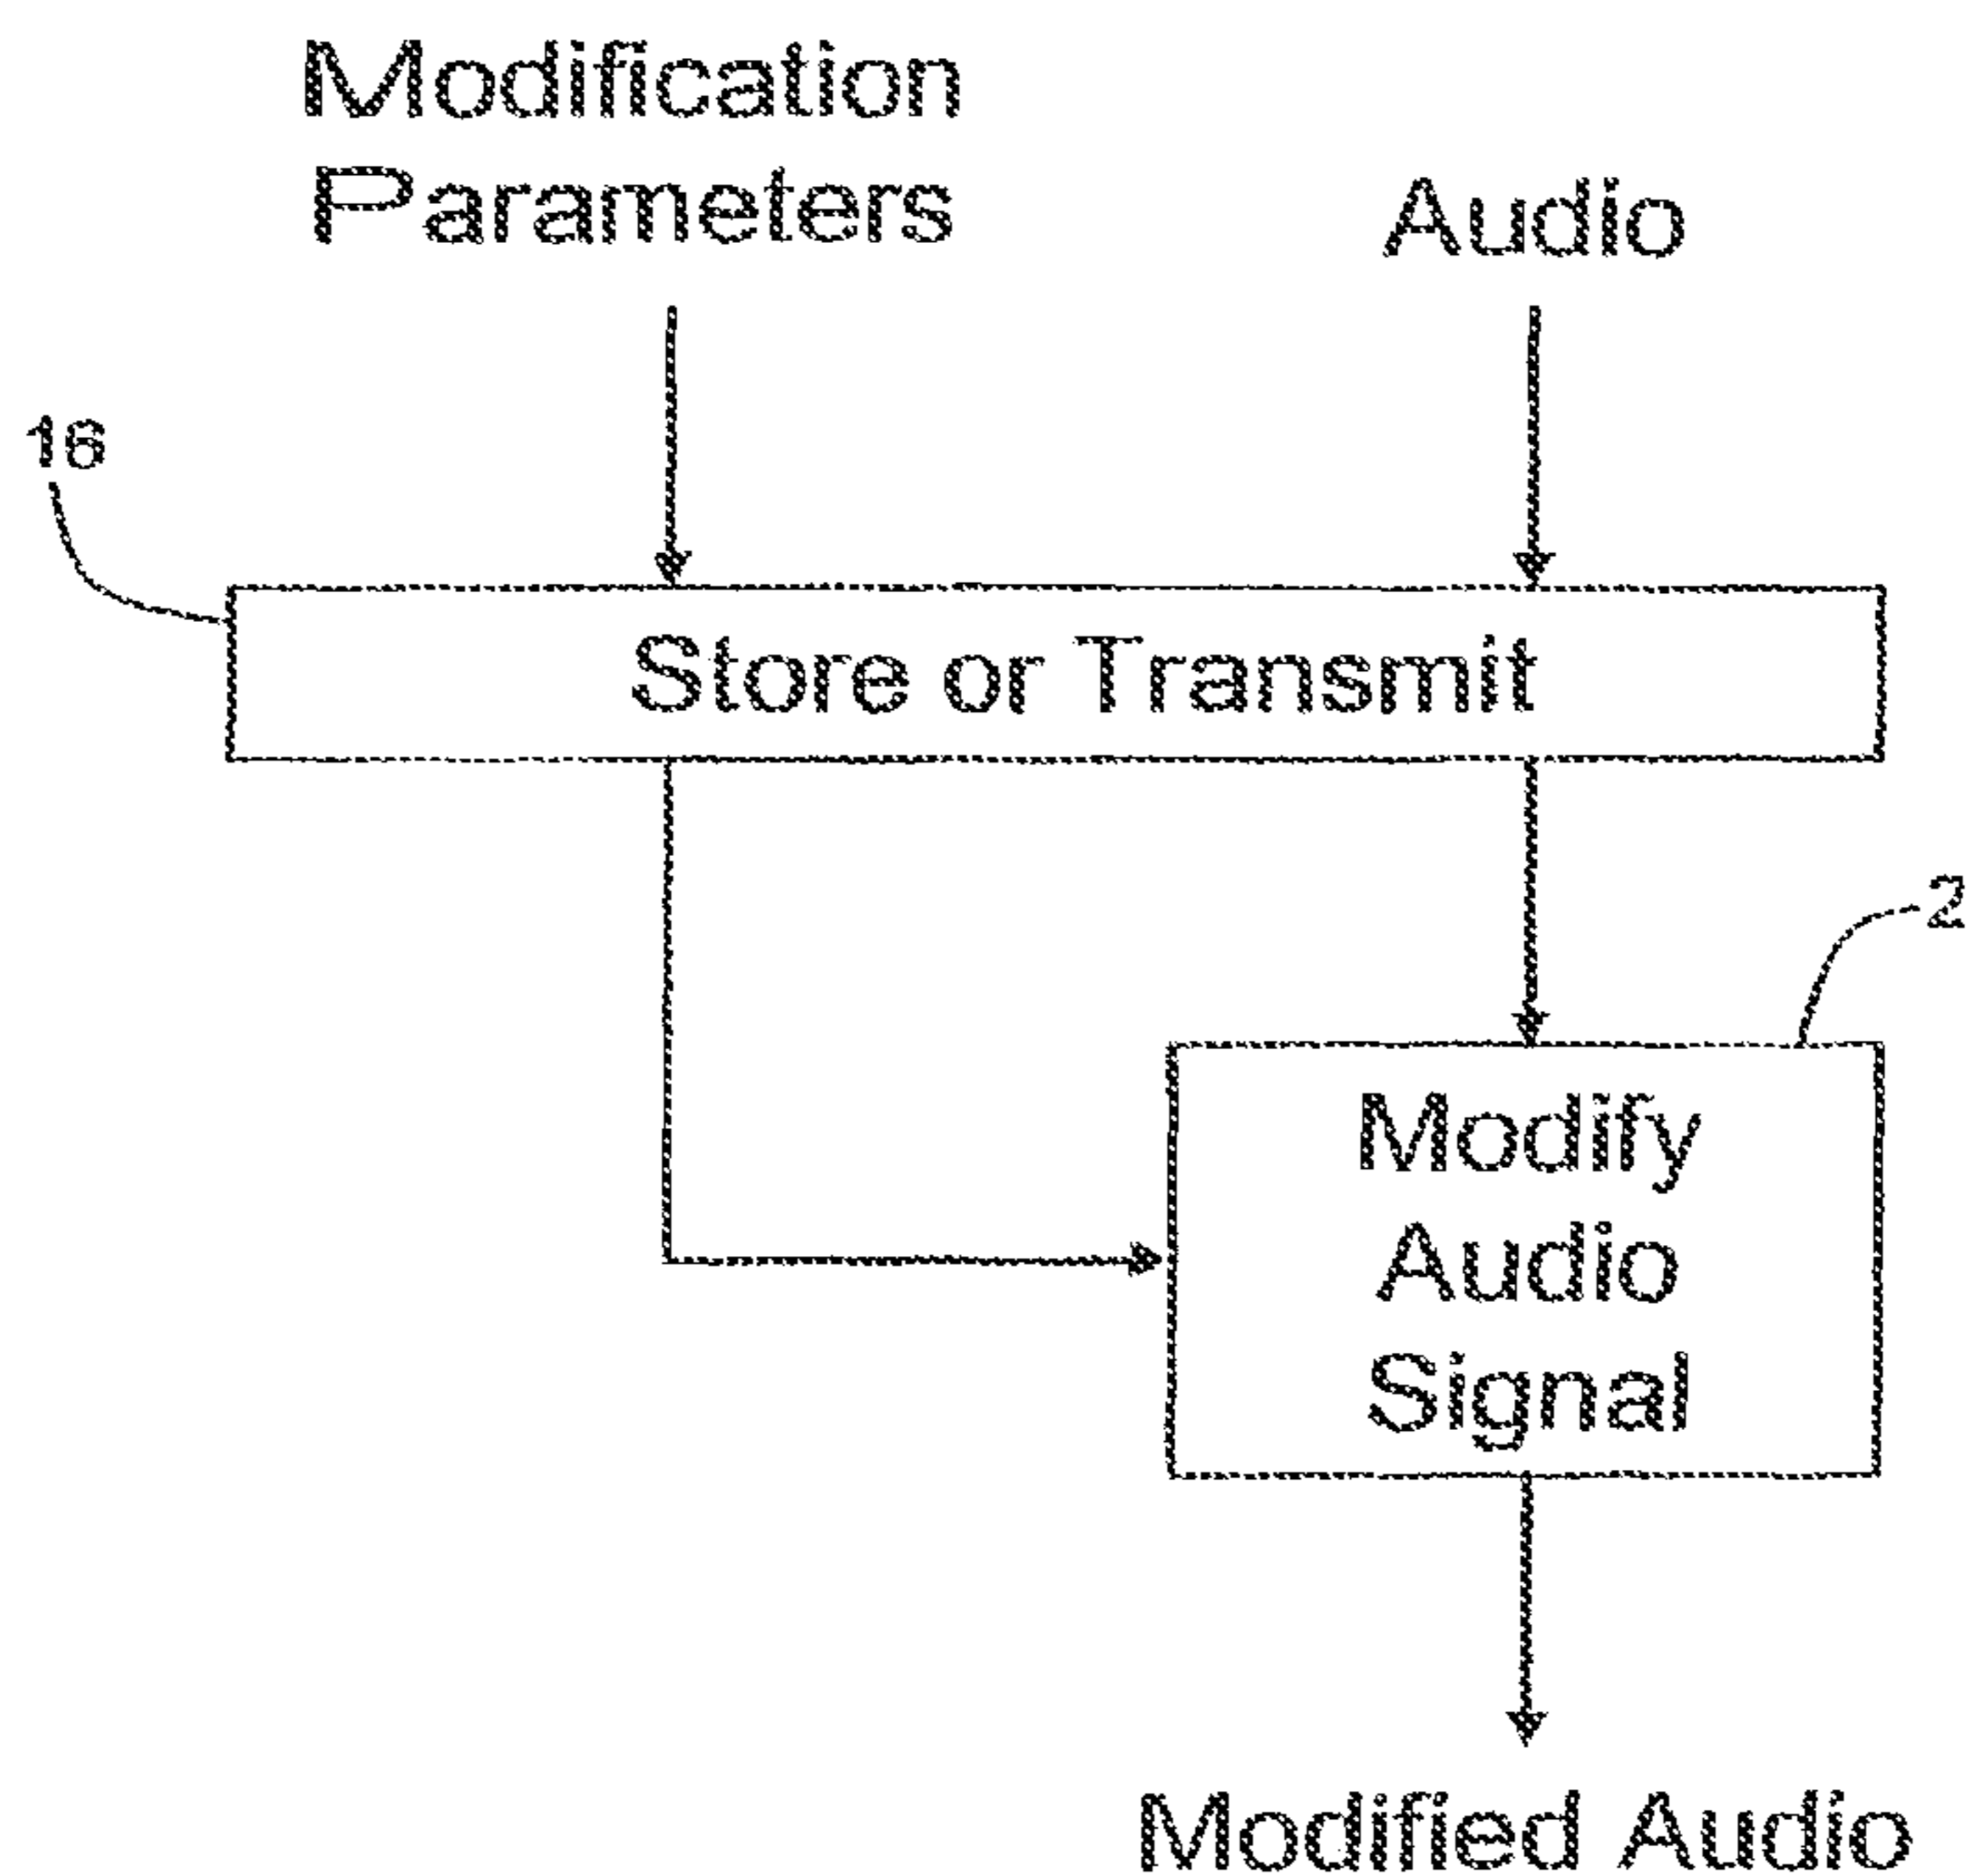 Modification
Parameters
Audio
16
Store or Transmit
2
Modify
Audio
Signal
Modified Audio